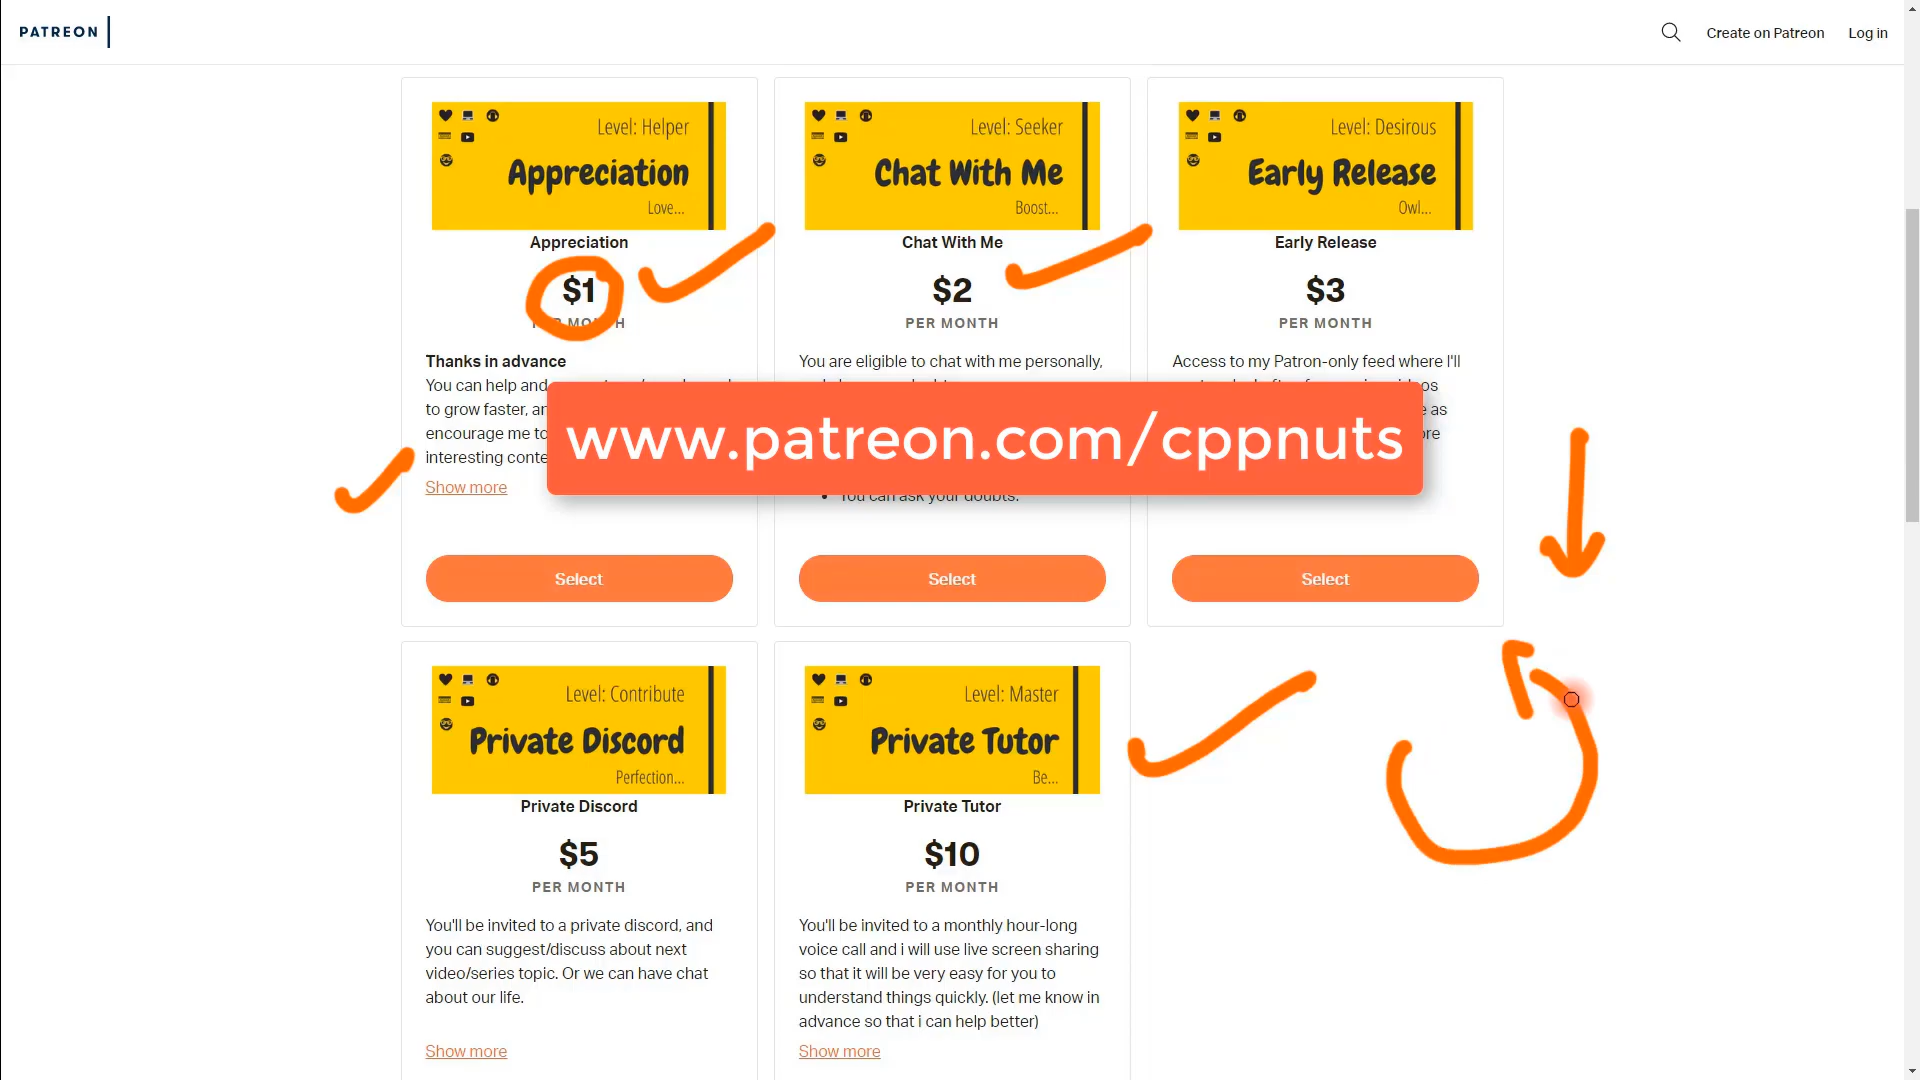 PATREON
Create on Patreon
Log in
Level: Helper
Appreciation
Love...
Appreciation
$1
PER MONTH
Thanks in advance
You can help and
to grow faster, an
encourage me to
interesting conte
Show more
Select
Level: Seeker
Chat With Me
Boost...
Chat With Me
$2
PER MONTH
You are eligible to chat with me personally,
You can ask your doubts.
Select
Level: Desirous
Early Release
Owl...
Early Release
$3
PER MONTH
Access to my Patron-only feed where I'll
as
Select
www.patreon.com/cppnuts
Level: Contribute
Private Discord
Perfection...
Private Discord
$5
PER MONTH
You'll be invited to a private discord, and
you can suggest/discuss about next
video/series topic. Or we can have chat
about our life.
Show more
Level: Master
Private Tutor
Be...
Private Tutor
$10
PER MONTH
You'll be invited to a monthly hour-long
voice call and i will use live screen sharing
so that it will be very easy for you to
understand things quickly. (let me know in
advance so that i can help better)
Show more